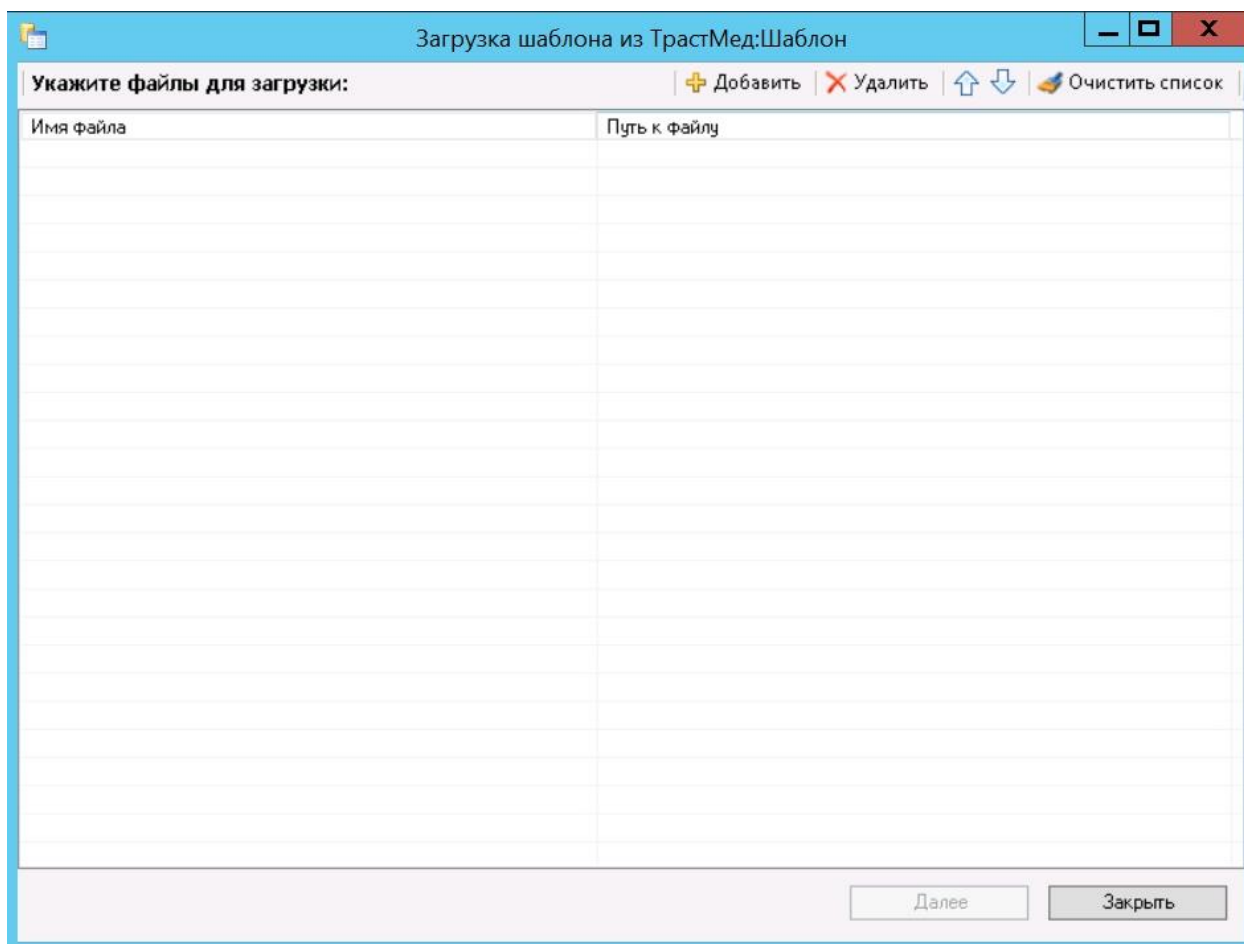 Загрузка шаблона из ТрастМед:Шаблон
Укажите файлы для загрузки: Добавить Удалить Очистить список
Имя файла Путь к файлу
Далее Закрыть